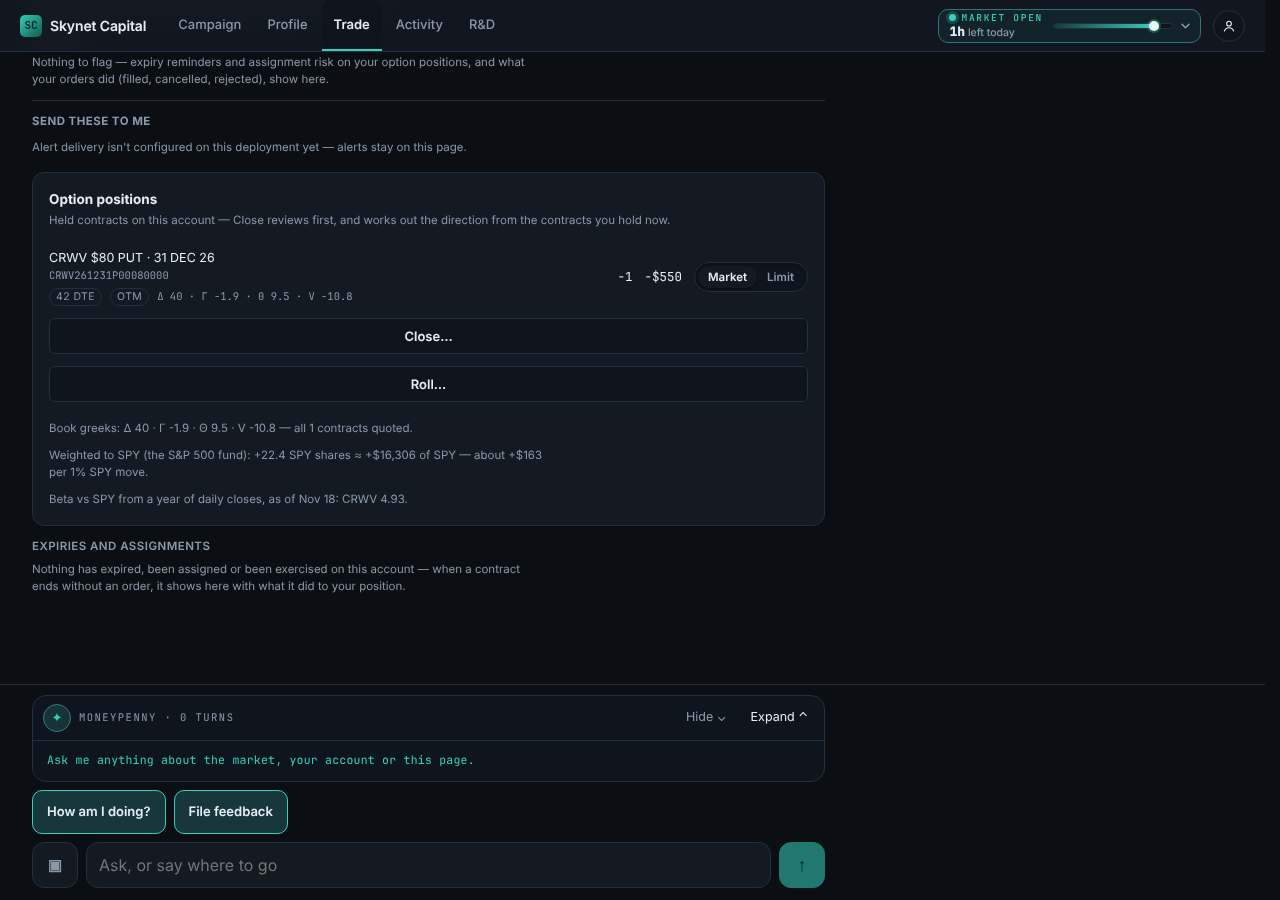 SC Skynet Capital Campaign Profile Trade Activity R&D
MARKET OPEN
1h left today
Nothing to flag — expiry reminders and assignment risk on your option positions, and what
your orders did (filled, cancelled, rejected), show here.
SEND THESE TO ME
Alert delivery isn't configured on this deployment yet — alerts stay on this page.
Option positions
Held contracts on this account — Close reviews first, and works out the direction from the contracts you hold now.
CRWV $80 PUT · 31 DEC 26
CRWV261231P00080000
-1 -$550 Market Limit
42 DTE OTM Δ 40 · Γ -1.9 · Θ 9.5 · V -10.8
Close...
Roll...
Book greeks: Δ 40 · Γ -1.9 · Θ 9.5 · V -10.8 — all 1 contracts quoted.
Weighted to SPY (the S&P 500 fund): +22.4 SPY shares ≈ +$16,306 of SPY — about +$163
per 1% SPY move.
Beta vs SPY from a year of daily closes, as of Nov 18: CRWV 4.93.
EXPIRIES AND ASSIGNMENTS
Nothing has expired, been assigned or been exercised on this account — when a contract
ends without an order, it shows here with what it did to your position.
MONEYPENNY · 0 TURNS Hide Expand
Ask me anything about the market, your account or this page.
How am I doing? File feedback
Ask, or say where to go